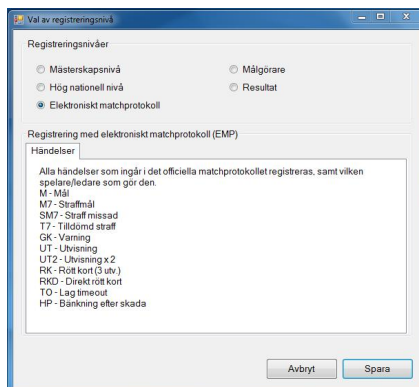 Val av registreringsnivå
Registreringsnivåer
Mästerskapsnivå
Målgörare
Hög nationell nivå
Resultat
Elektroniskt matchprotokoll
Registrering med elektroniskt matchprotokoll (EMP)
Händelser
Alla händelser som ingår i det officiella matchprotokollet registreras, samt vilken
spelare/ledare som gör den.
M - Mål
M7 - Straffmål
SM7 - Straff missad
T7 - Tilldömd straff
GK - Varning
UT - Utvisning
UT2 - Utvisning x 2
RK - Rött kort (3 utv.)
RKD - Direkt rött kort
TO - Lag timeout
HP - Bänkning efter skada
Avbryt
Spara